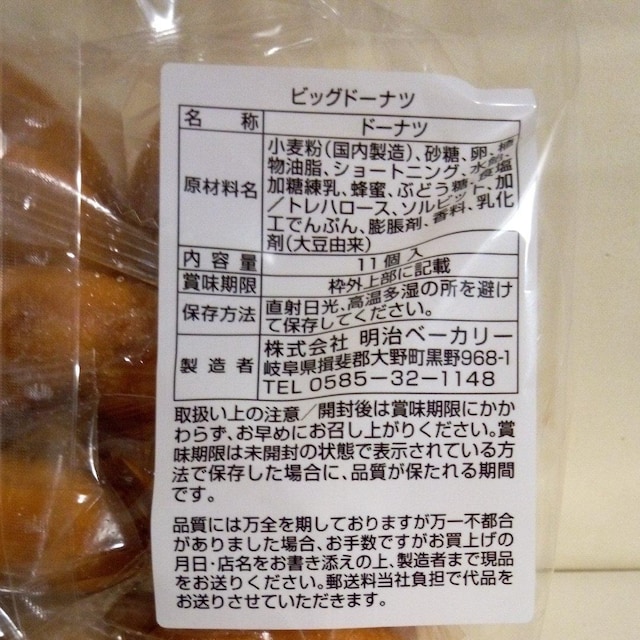 ビッグドーナツ
名称 ドーナツ
原材料名 小麦粉(国内製造)、砂糖、卵、植
物油脂、ショートニング、水飴、食塩
加糖練乳、蜂蜜、ぶどう糖、加
／トレハロース、ソルビット、加
工でんぷん、膨脹剤、香料、乳化
剤(大豆由来)
内容量 11個入
賞味期限 枠外上部に記載
保存方法 直射日光、高温多湿の所を避け
て保存してください。
製造者 株式会社 明治ベーカリー
岐阜県揖斐郡大野町黒野968-1
TEL 0585-32-1148
取扱い上の注意／開封後は賞味期限にかか
わらず、お早めにお召し上がりください。賞
味期限は未開封の状態で表示されている方
法で保存した場合に、品質が保たれる期間
です。
品質には万全を期しておりますが万一不都合
がありました場合、お手数ですがお買上げの
月日・店名をお書き添えの上、製造者まで現品
をお送りください。郵送料当社負担で代品を
お送りさせていただきます。